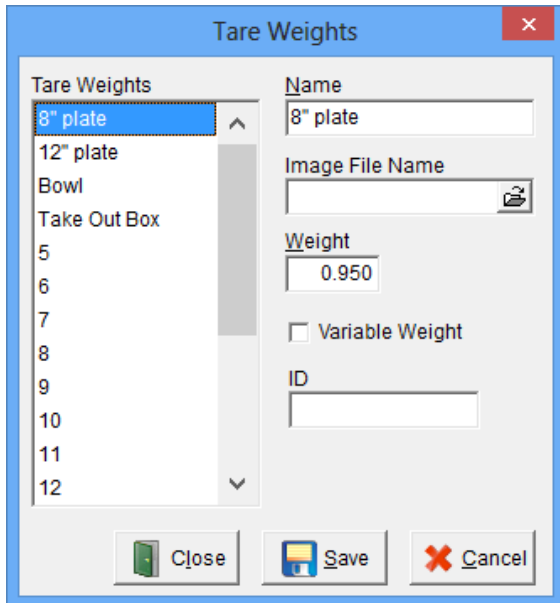 Tare Weights
Tare Weights
8" plate
12" plate
Bowl
Take Out Box
5
6
7
8
9
10
11
12
Name
8" plate
Image File Name
Weight
0.950
Variable Weight
ID
Close
Save
Cancel